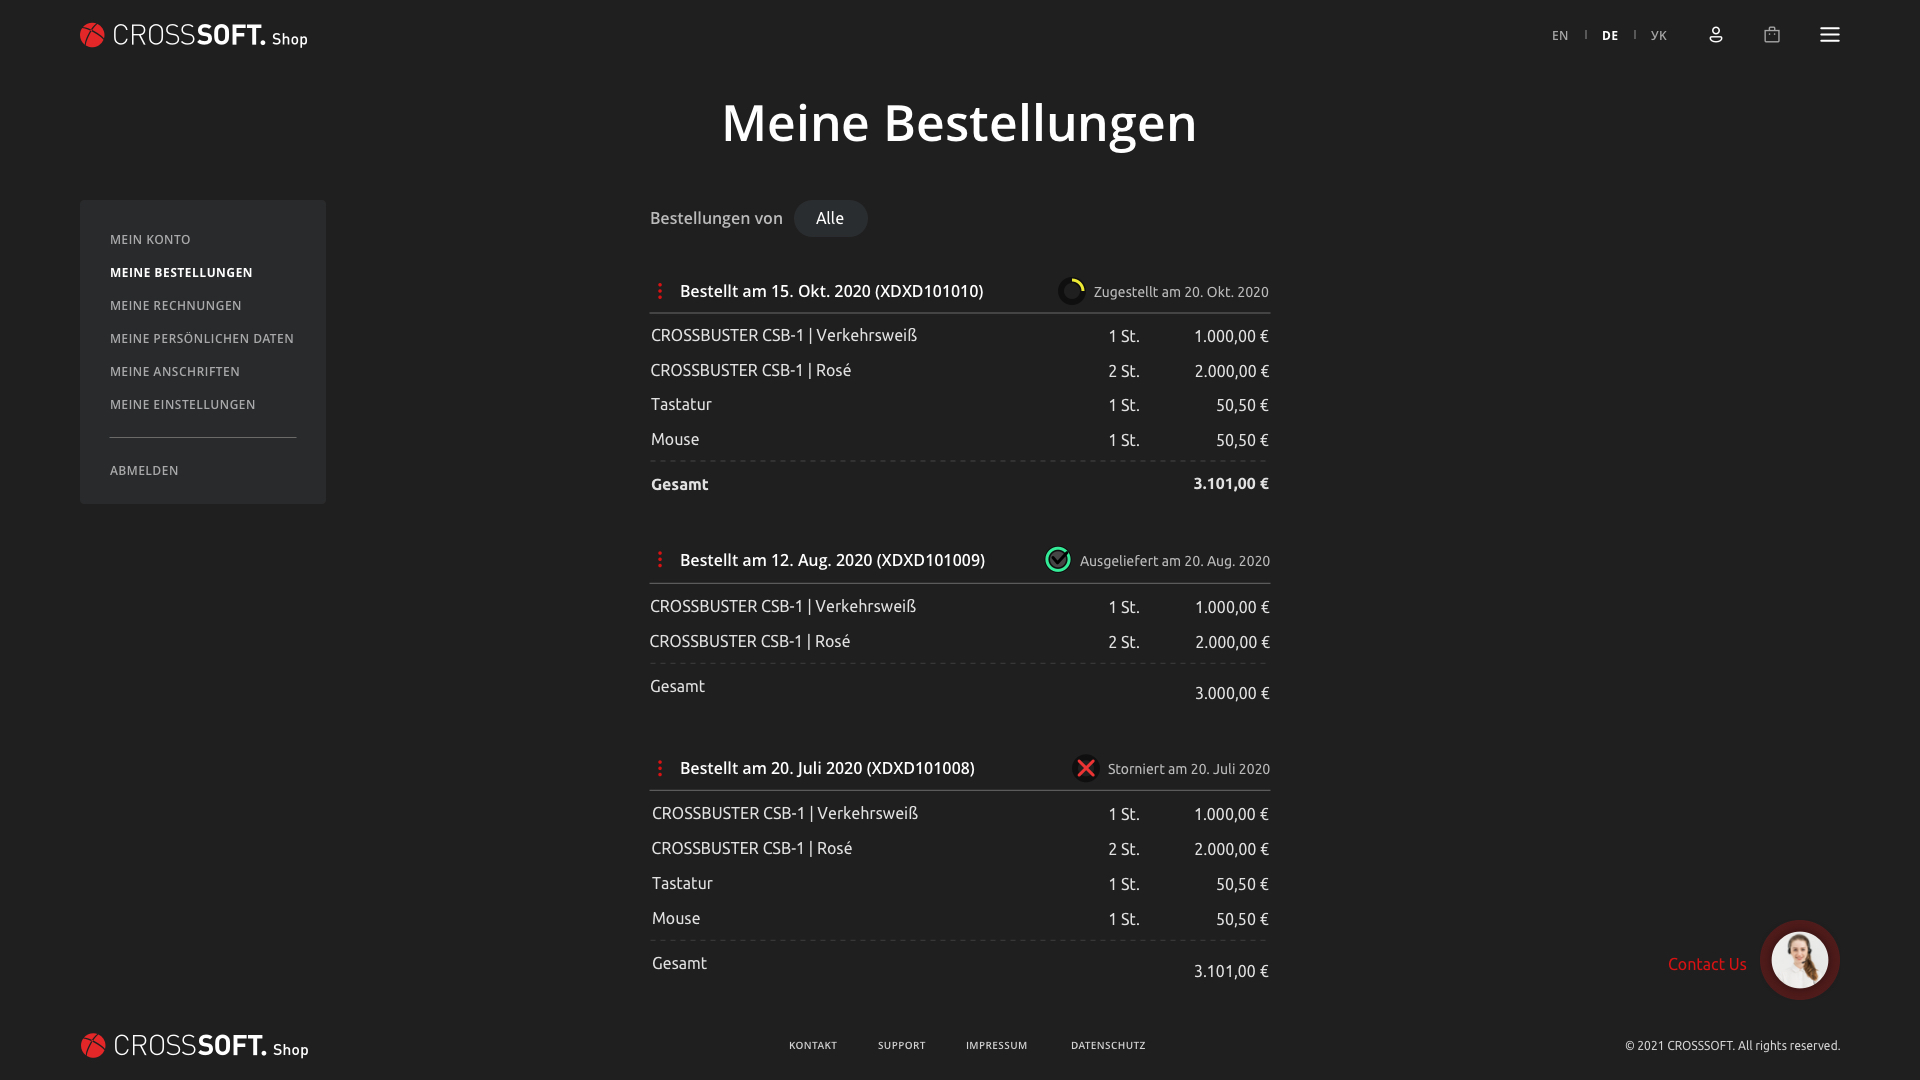 CROSSSOFT. Shop
EN | DE | УК
Meine Bestellungen
MEIN KONTO
MEINE BESTELLUNGEN
MEINE RECHNUNGEN
MEINE PERSÖNLICHEN DATEN
MEINE ANSCHRIFTEN
MEINE EINSTELLUNGEN
ABMELDEN
Bestellungen von Alle
Bestellt am 15. Okt. 2020 (XDXD101010) Zugestellt am 20. Okt. 2020
CROSSBUSTER CSB-1 | Verkehrsweiß 1 St. 1.000,00 €
CROSSBUSTER CSB-1 | Rosé 2 St. 2.000,00 €
Tastatur 1 St. 50,50 €
Mouse 1 St. 50,50 €
Gesamt 3.101,00 €
Bestellt am 12. Aug. 2020 (XDXD101009) Ausgeliefert am 20. Aug. 2020
CROSSBUSTER CSB-1 | Verkehrsweiß 1 St. 1.000,00 €
CROSSBUSTER CSB-1 | Rosé 2 St. 2.000,00 €
Gesamt 3.000,00 €
Bestellt am 20. Juli 2020 (XDXD101008) Storniert am 20. Juli 2020
CROSSBUSTER CSB-1 | Verkehrsweiß 1 St. 1.000,00 €
CROSSBUSTER CSB-1 | Rosé 2 St. 2.000,00 €
Tastatur 1 St. 50,50 €
Mouse 1 St. 50,50 €
Gesamt 3.101,00 €
Contact Us
CROSSSOFT. Shop
KONTAKT SUPPORT IMPRESSUM DATENSCHUTZ
© 2021 CROSSSOFT. All rights reserved.